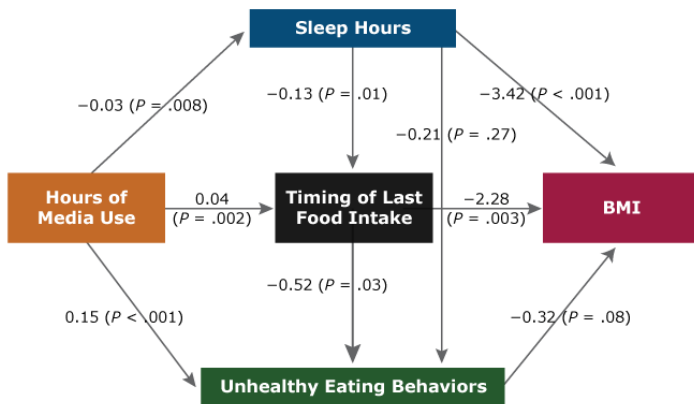 Sleep Hours
−0.03 (P = .008)
−0.13 (P = .01)
−3.42 (P < .001)
−0.21 (P = .27)
Hours of
Media Use
0.04
(P = .002)
Timing of Last
Food Intake
−2.28
(P = .003)
BMI
−0.52 (P = .03)
0.15 (P < .001)
−0.32 (P = .08)
Unhealthy Eating Behaviors